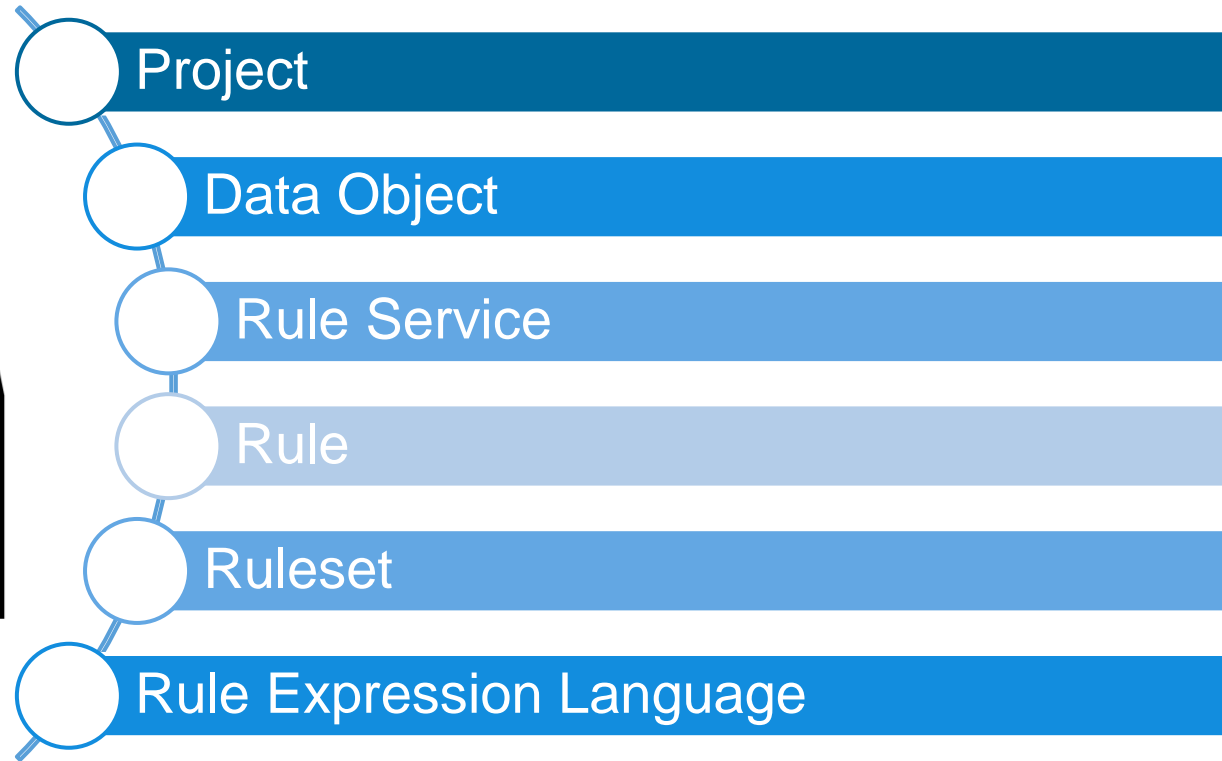 Project
Data Object
Rule Service
Rule
Ruleset
Rule Expression Language